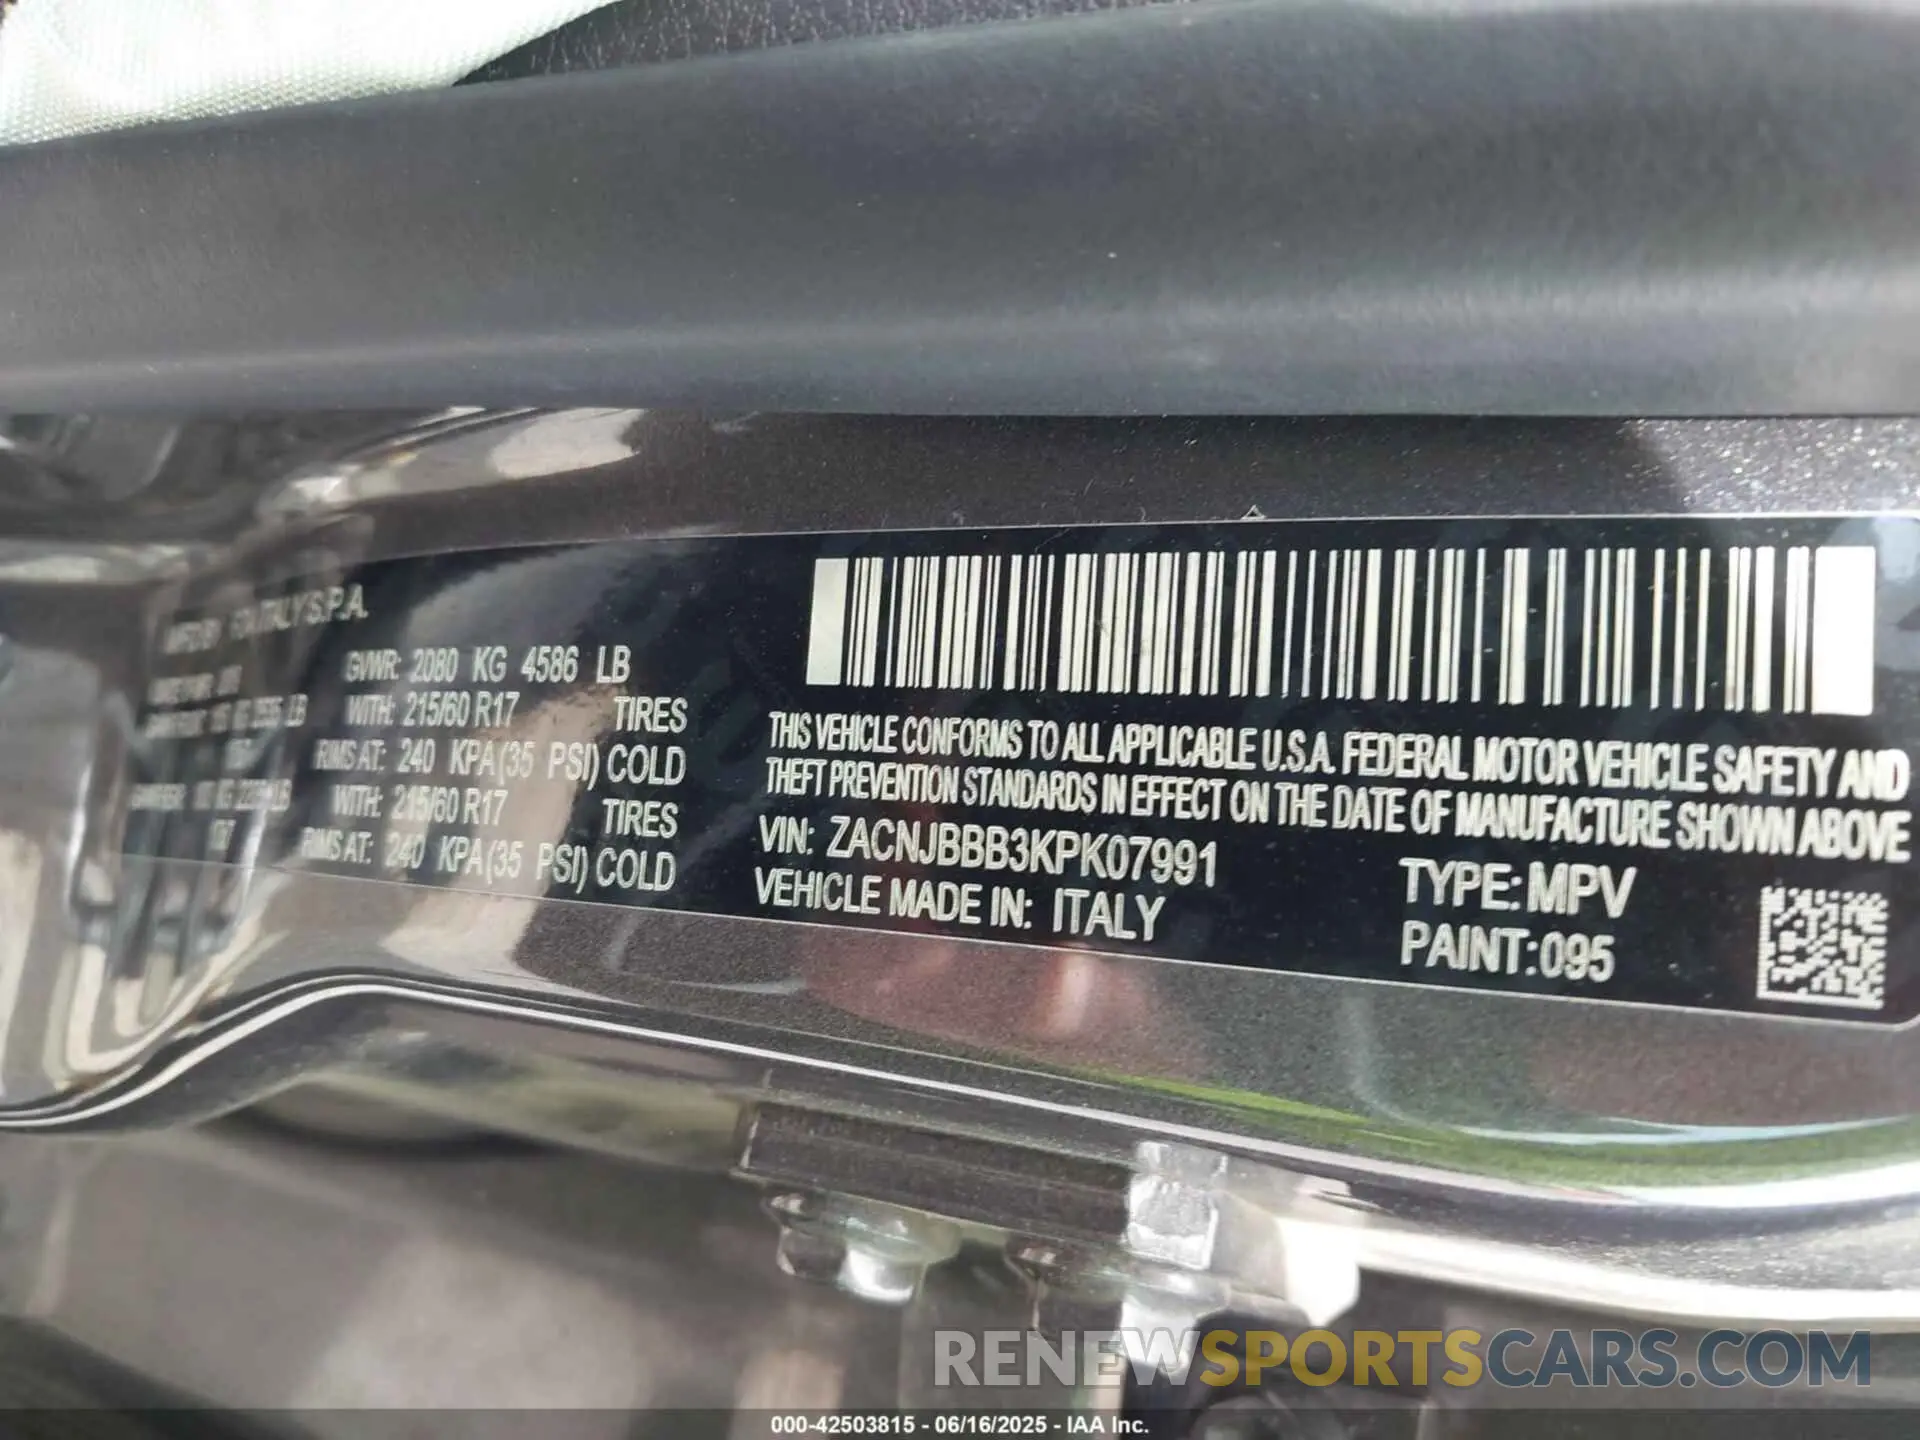 ITALY S.P.A.
GVWR: 2080 KG 4586 LB
WITH: 215/60 R17 TIRES
RIMS AT: 240 KPA (35 PSI) COLD
WITH: 215/60 R17 TIRES
RIMS AT: 240 KPA (35 PSI) COLD
THIS VEHICLE CONFORMS TO ALL APPLICABLE U.S.A. FEDERAL MOTOR VEHICLE SAFETY AND
THEFT PREVENTION STANDARDS IN EFFECT ON THE DATE OF MANUFACTURE SHOWN ABOVE
VIN: ZACNJBBB3KPK07991
VEHICLE MADE IN: ITALY
TYPE: MPV
PAINT: 095
RENEWSPORTSCARS.COM
000-42503815 - 06/16/2025 - IAA Inc.